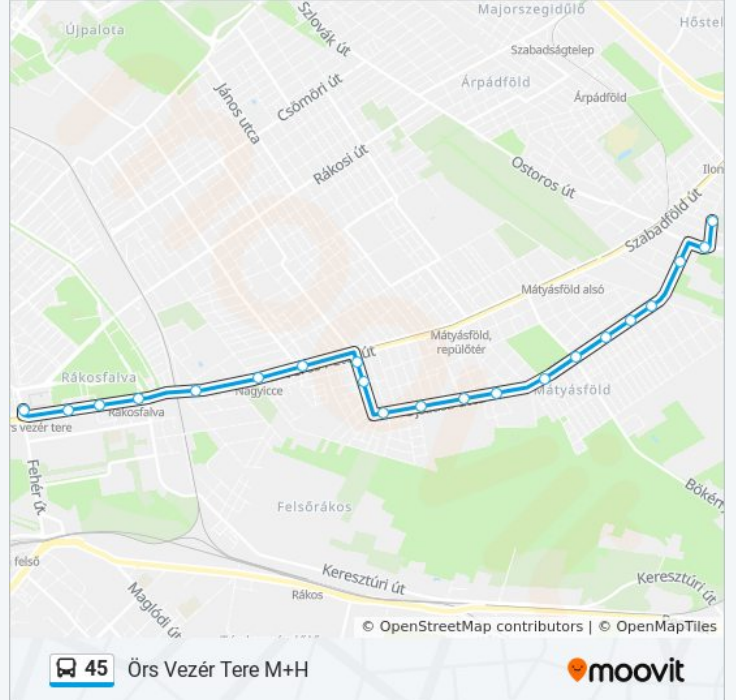 Újpalota
Szlovák út
Majorszegidűlő
Hóstel
Szabadságtelep
Árpádföld
Árpádföld
János utca
Csömöri út
Rákosi út
Ostoros út
Ilon
Szabadföld út
Mátyásföld alsó
Mátyásföld,
repülőtér
út
Rákosfalva
Nagyicce
Mátyásföld
Rákosfalva
rs vezér tere
Fehér út
Felsőrákos
Bökény
felső
Keresztúri út
Keresztúri út
Rákos
Maglódi út
© OpenStreetMap contributors | © OpenMapTiles
45 Örs Vezér Tere M+H
moovit